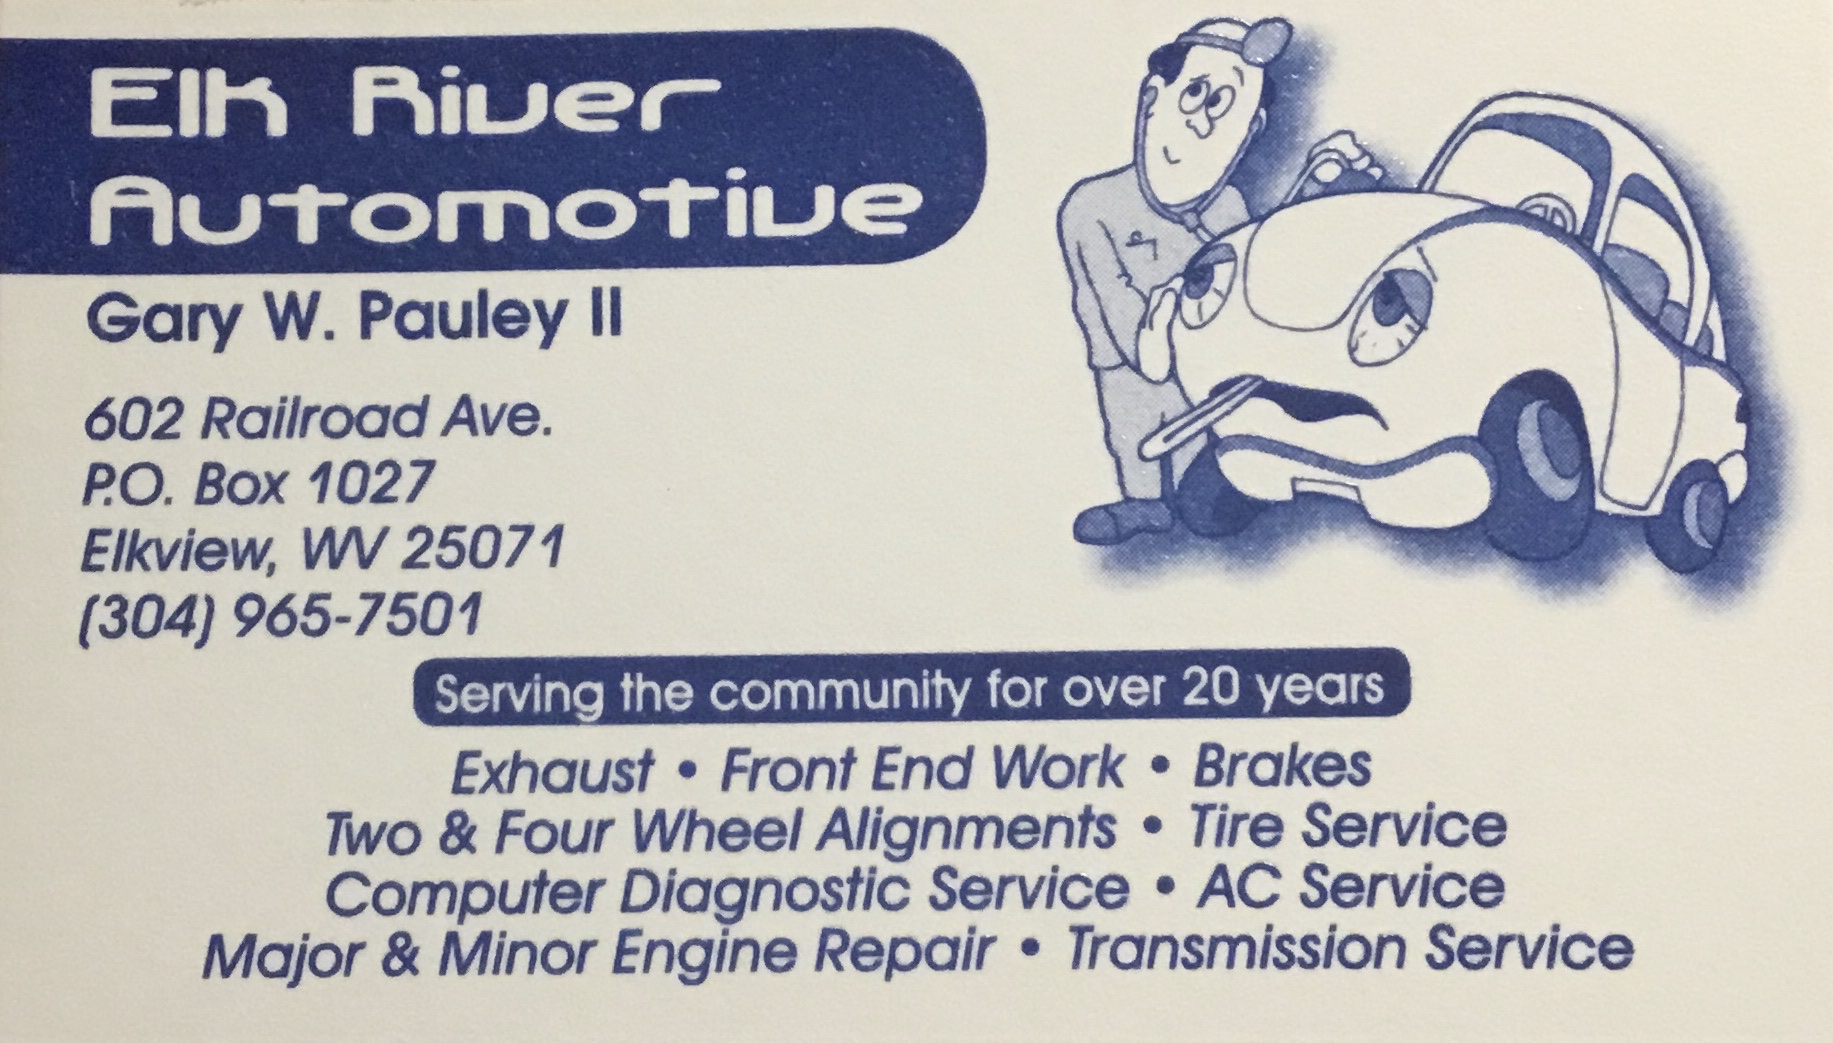 Elk River
Automotive
Gary W. Pauley II
602 Railroad Ave.
P.O. Box 1027
Elkview, WV 25071
(304) 965-7501
Serving the community for over 20 years
Exhaust • Front End Work • Brakes
Two & Four Wheel Alignments • Tire Service
Computer Diagnostic Service • AC Service
Major & Minor Engine Repair • Transmission Service